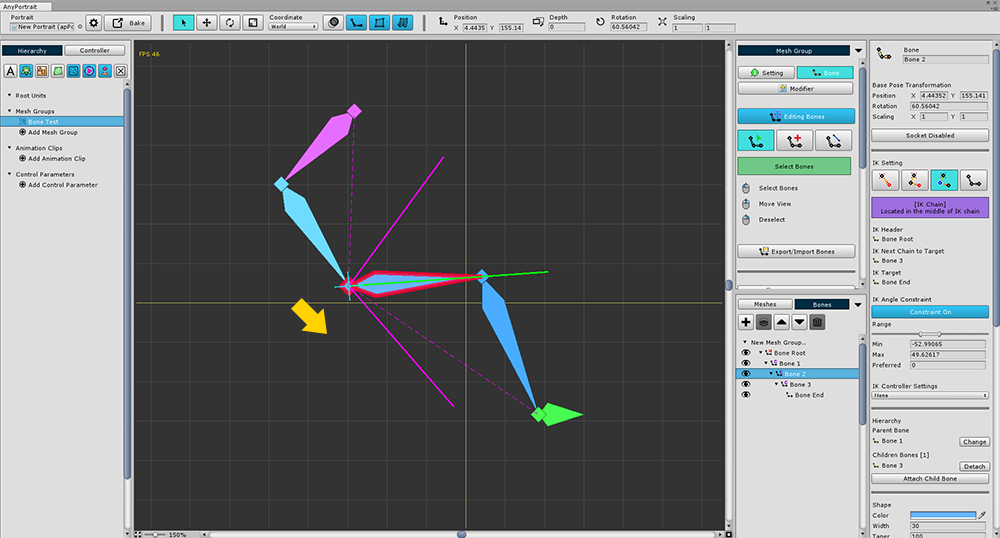 AnyPortrait
Portrait
New Portrait (apPo
Bake
Coordinate
World
Position
X 4.4435 Y 155.14
Depth
0
Rotation
60.56042
Scaling
1 1
Hierarchy
Controller
A
Root Units
Mesh Groups
Bone Test
Add Mesh Group
Animation Clips
Add Animation Clip
Control Parameters
Add Control Parameter
FPS 46
150%
Mesh Group
Setting
Bone
Modifier
Editing Bones
Select Bones
Select Bones
Move View
Deselect
Export/Import Bones
Meshes
Bones
New Mesh Group..
Bone Root
Bone 1
Bone 2
Bone 3
Bone End
Bone
Bone 2
Base Pose Transformation
Position X 4.44352 Y 155.141
Rotation 60.56042
Scaling X 1 Y 1
Socket Disabled
IK Setting
[IK Chain]
Located in the middle of IK chain
IK Header
Bone Root
IK Next Chain to Target
Bone 3
IK Target
Bone End
IK Angle Constraint
Constraint On
Range
Min -52.99065
Max 49.62617
Preferred 0
IK Controller Settings
None
Hierarchy
Parent Bone
Bone 1 Change
Children Bones [1]
Bone 3 Detach
Attach Child Bone
Shape
Color
Width 30
Taper 100